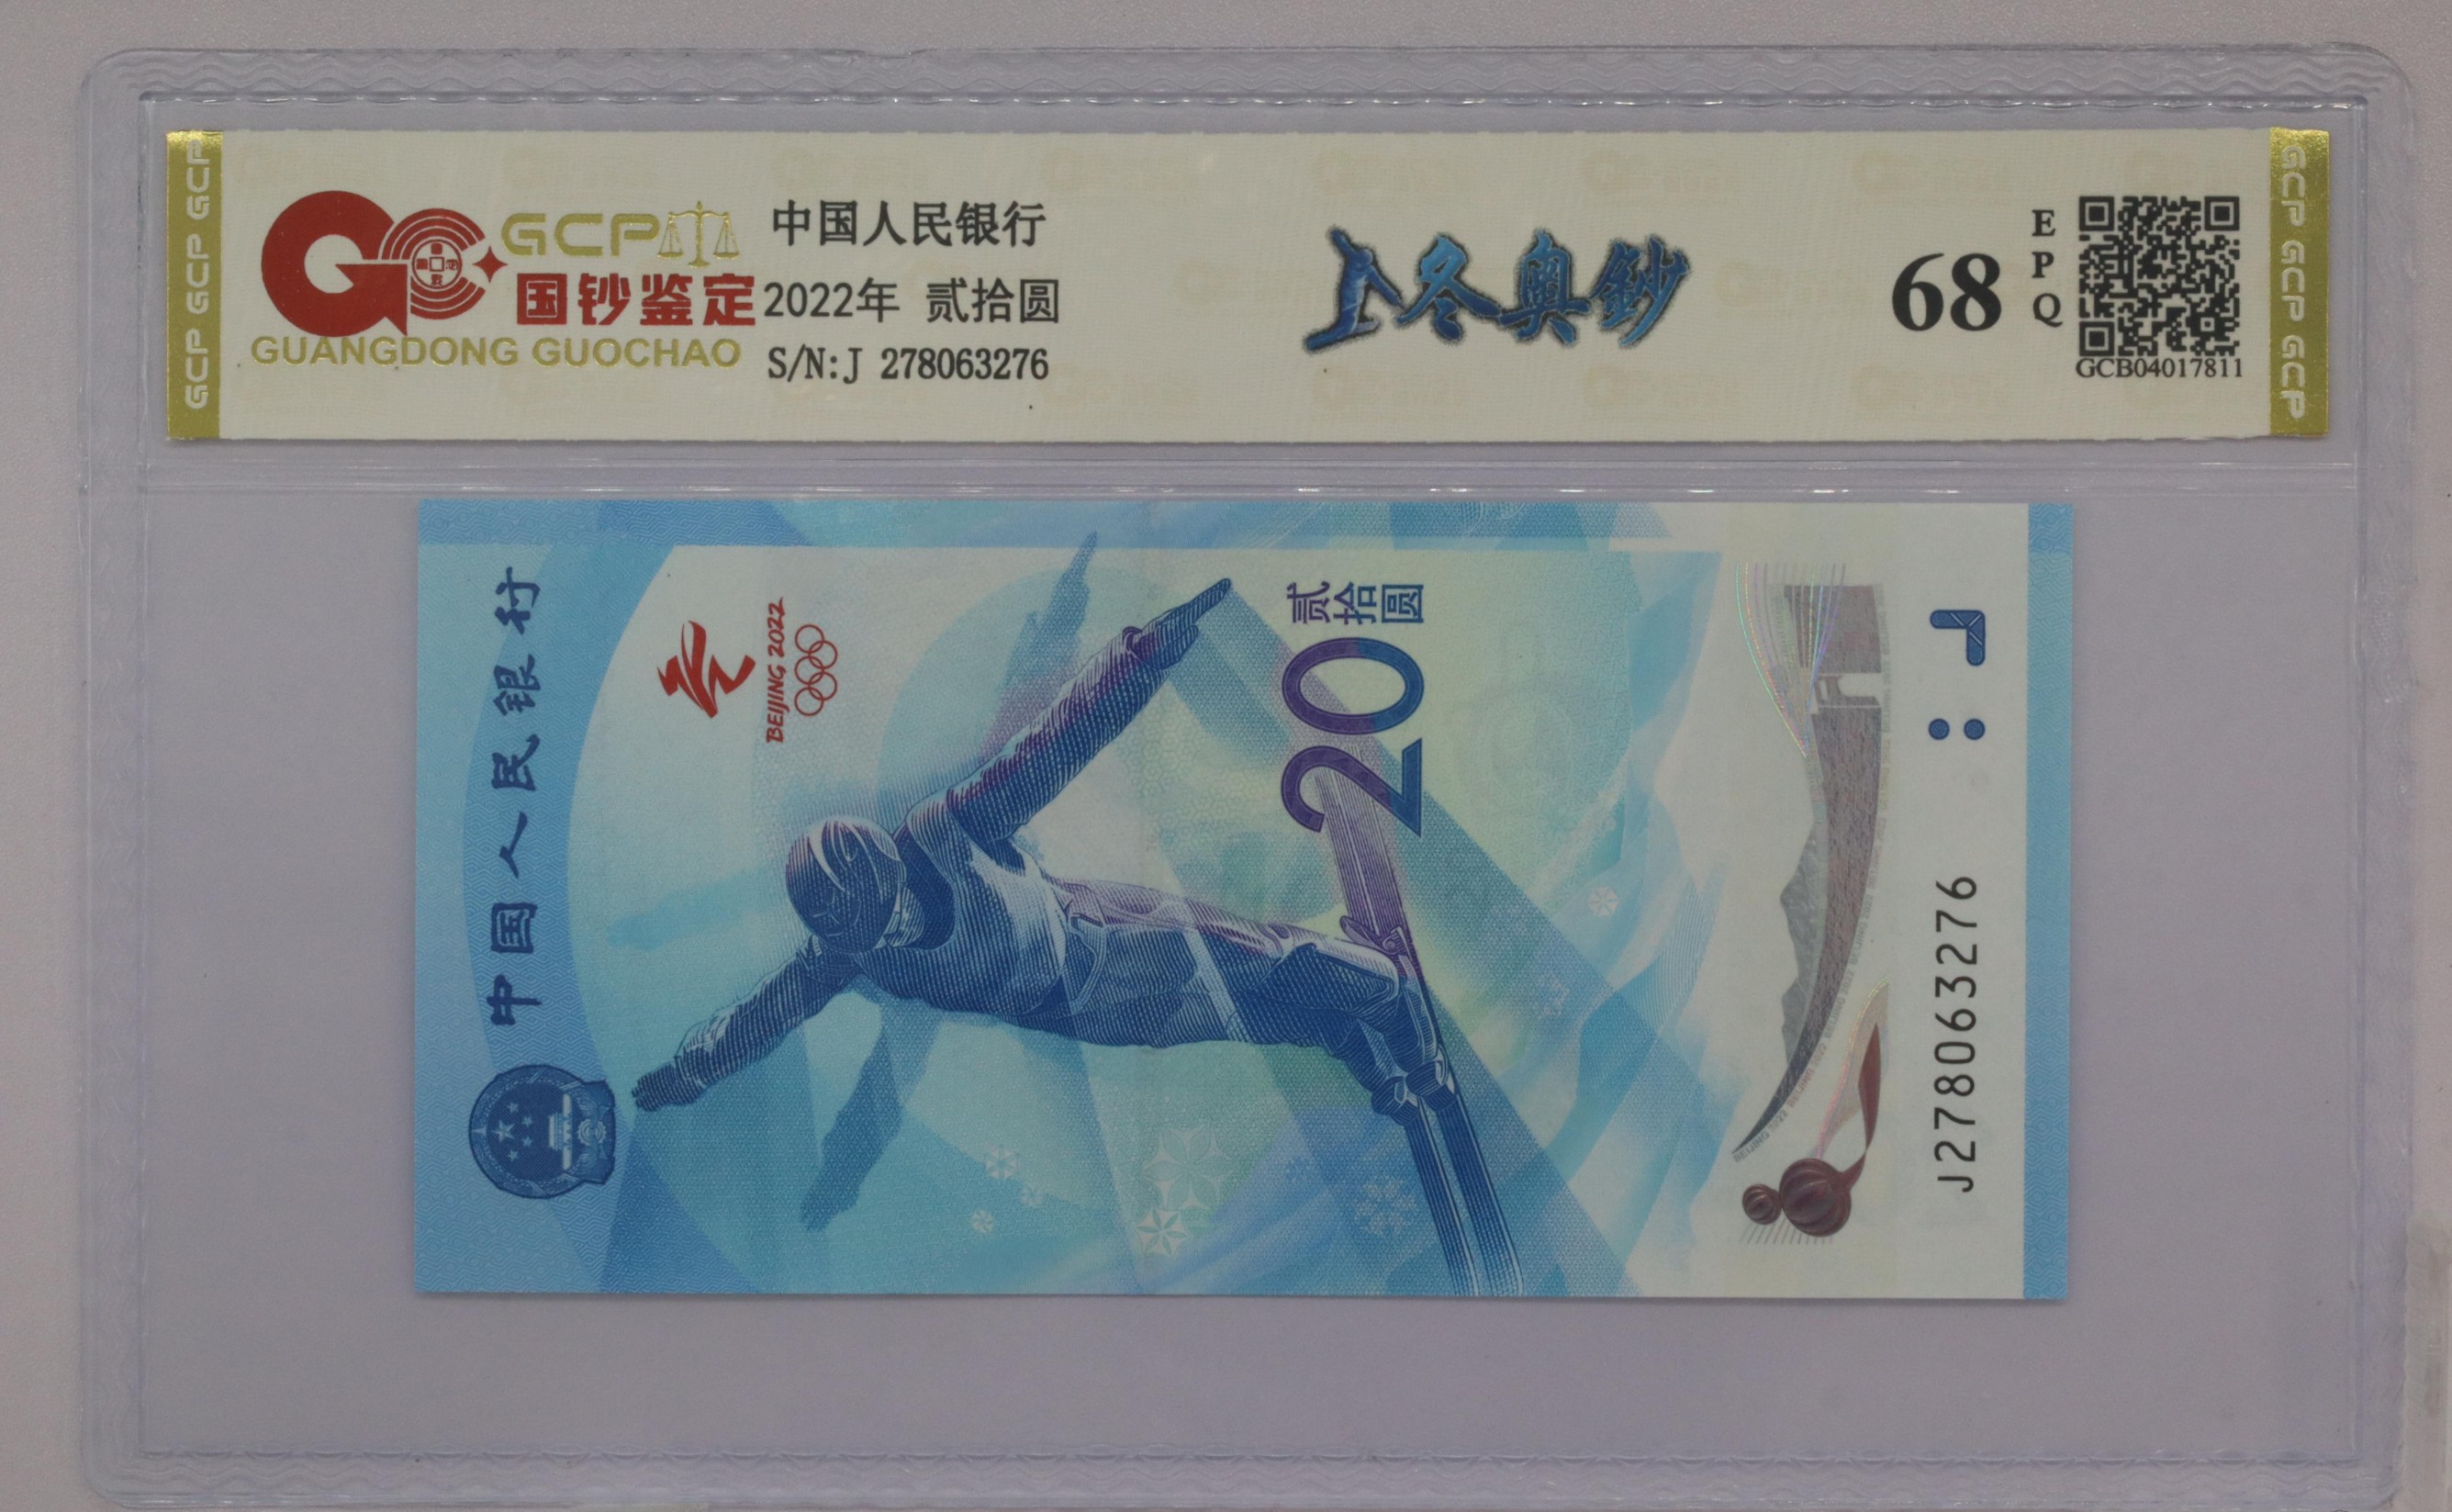 GCP GCP GCP
GCP
国钞鉴定
GUANGDONG GUOCHAO
中国人民银行
2022年 贰拾圆
S/N:J 278063276
冬奥鈔
68
EPQ
GCB04017811
GCP GCP GCP
中国人民银行
BEIJING 2022
贰拾圆
20
J278063276